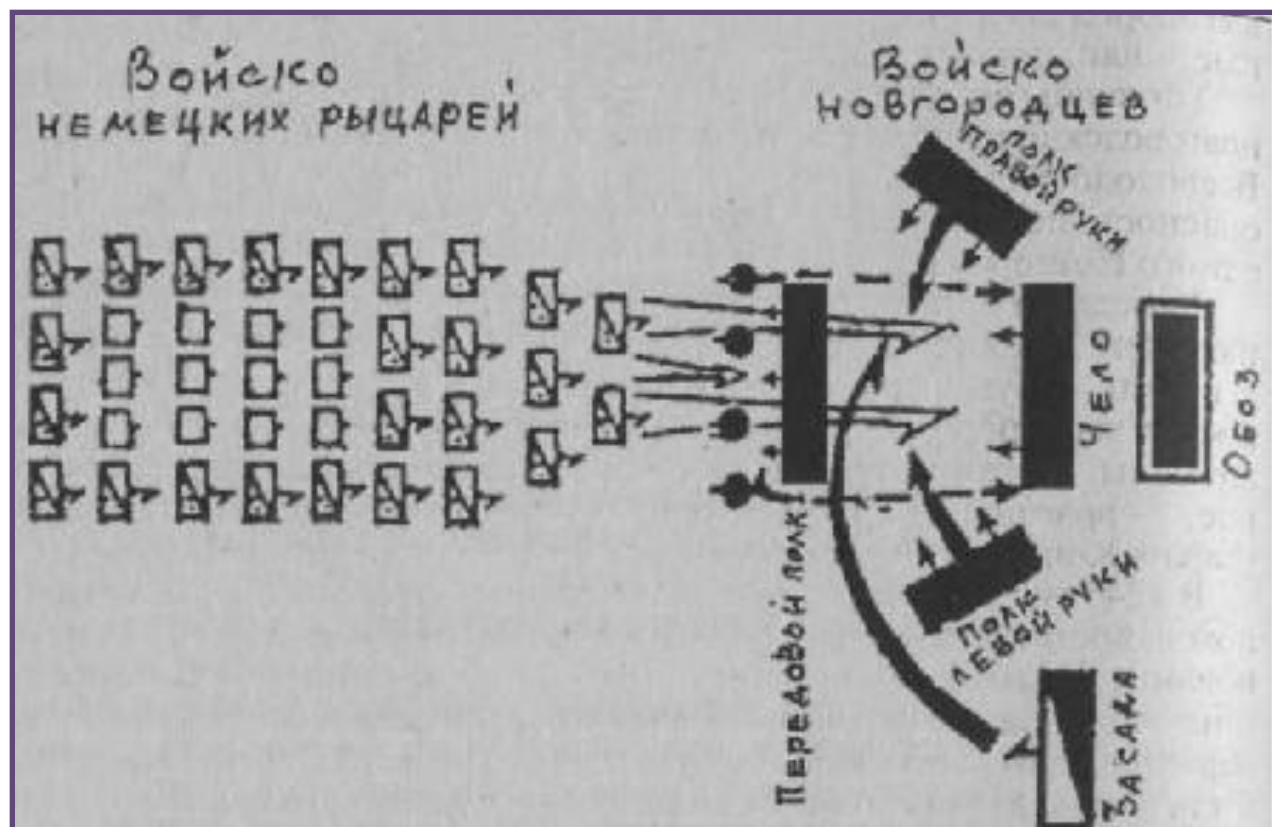 Войско
немецких рыцарей
Войско
новгородцев
полк
правой руки
Чело
Обоз
Передовой полк
полк
левой руки
Засада